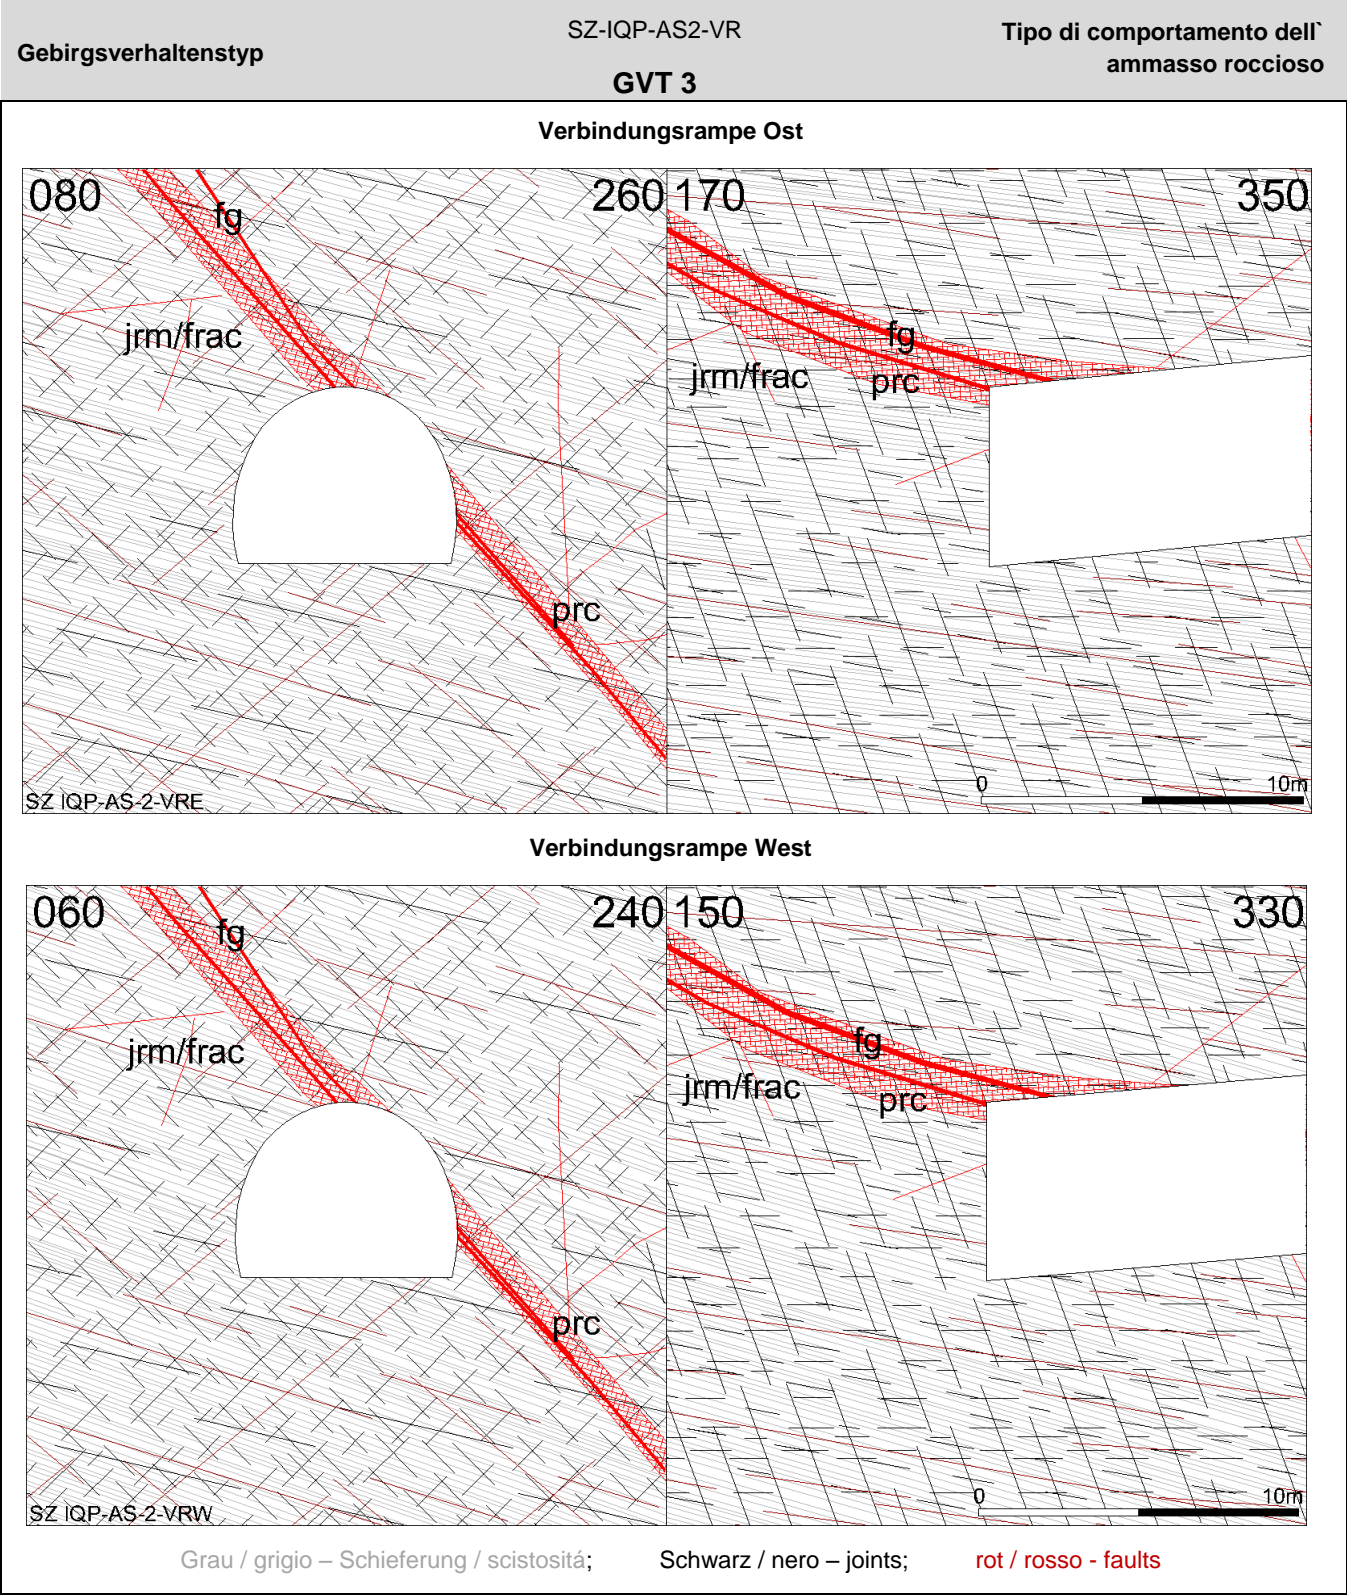 Gebirgsverhaltenstyp
SZ-IQP-AS2-VR
GVT 3
Tipo di comportamento dell`
ammasso roccioso
Verbindungsrampe Ost
080
260
170
350
fg
jrm/frac
prc
fg
jrm/frac
prc
0
10m
SZ IQP-AS-2-VRE
Verbindungsrampe West
060
240
150
330
fg
jrm/frac
prc
fg
jrm/frac
prc
0
10m
SZ IQP-AS-2-VRW
Grau / grigio – Schieferung / scistositá; Schwarz / nero – joints; rot / rosso - faults